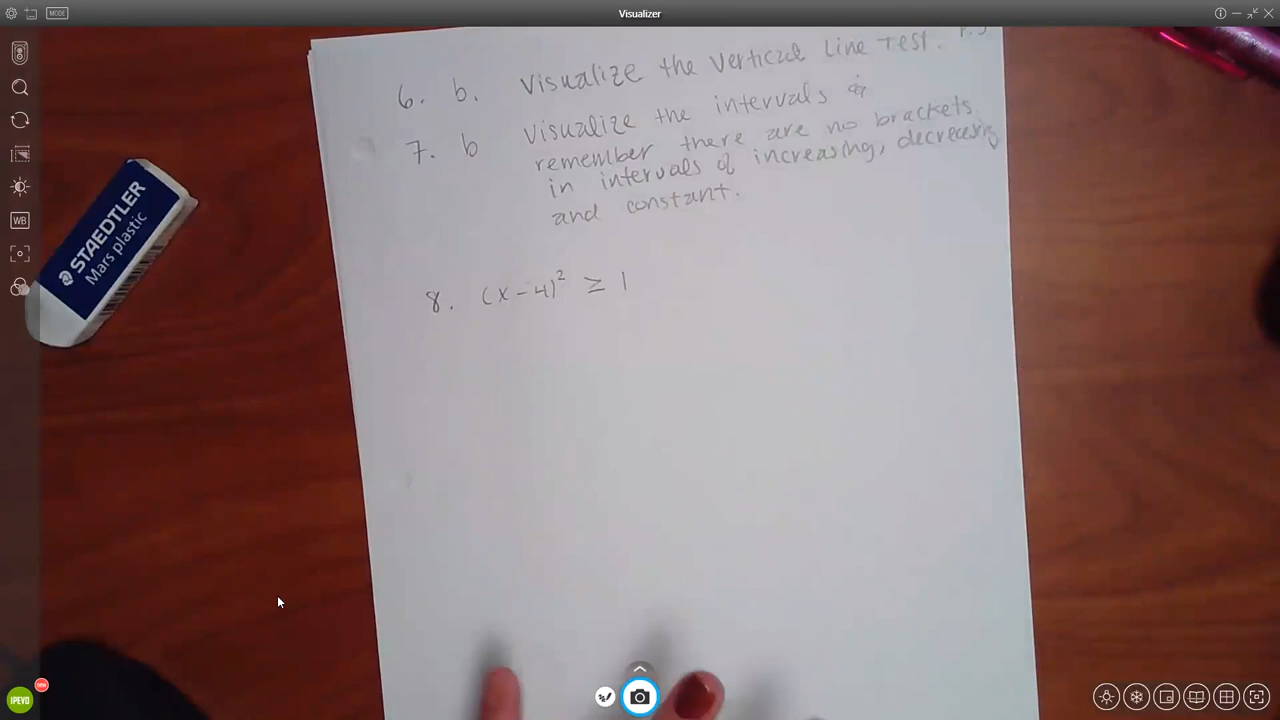 Visualizer
MODE
6. b. Visualize the Vertical Line Test.
7. b visualize the intervals
remember there are no brackets
in intervals of increasing, decreasing
and constant.
8. (x-4)² ≥ 1
STAEDTLER
Mars plastic
WB
IPEVO
new